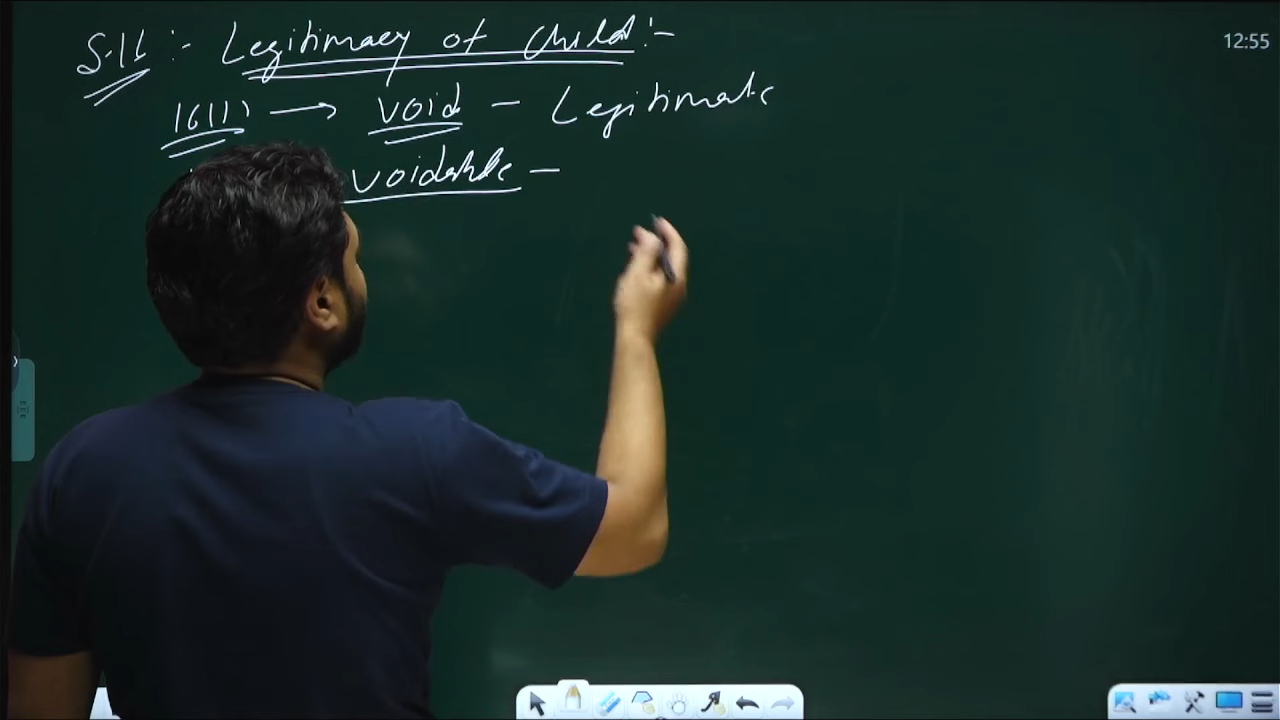 S-16 :- Legitimacy of child :-
12:55
16(1) → void - Legitimate
voidable -